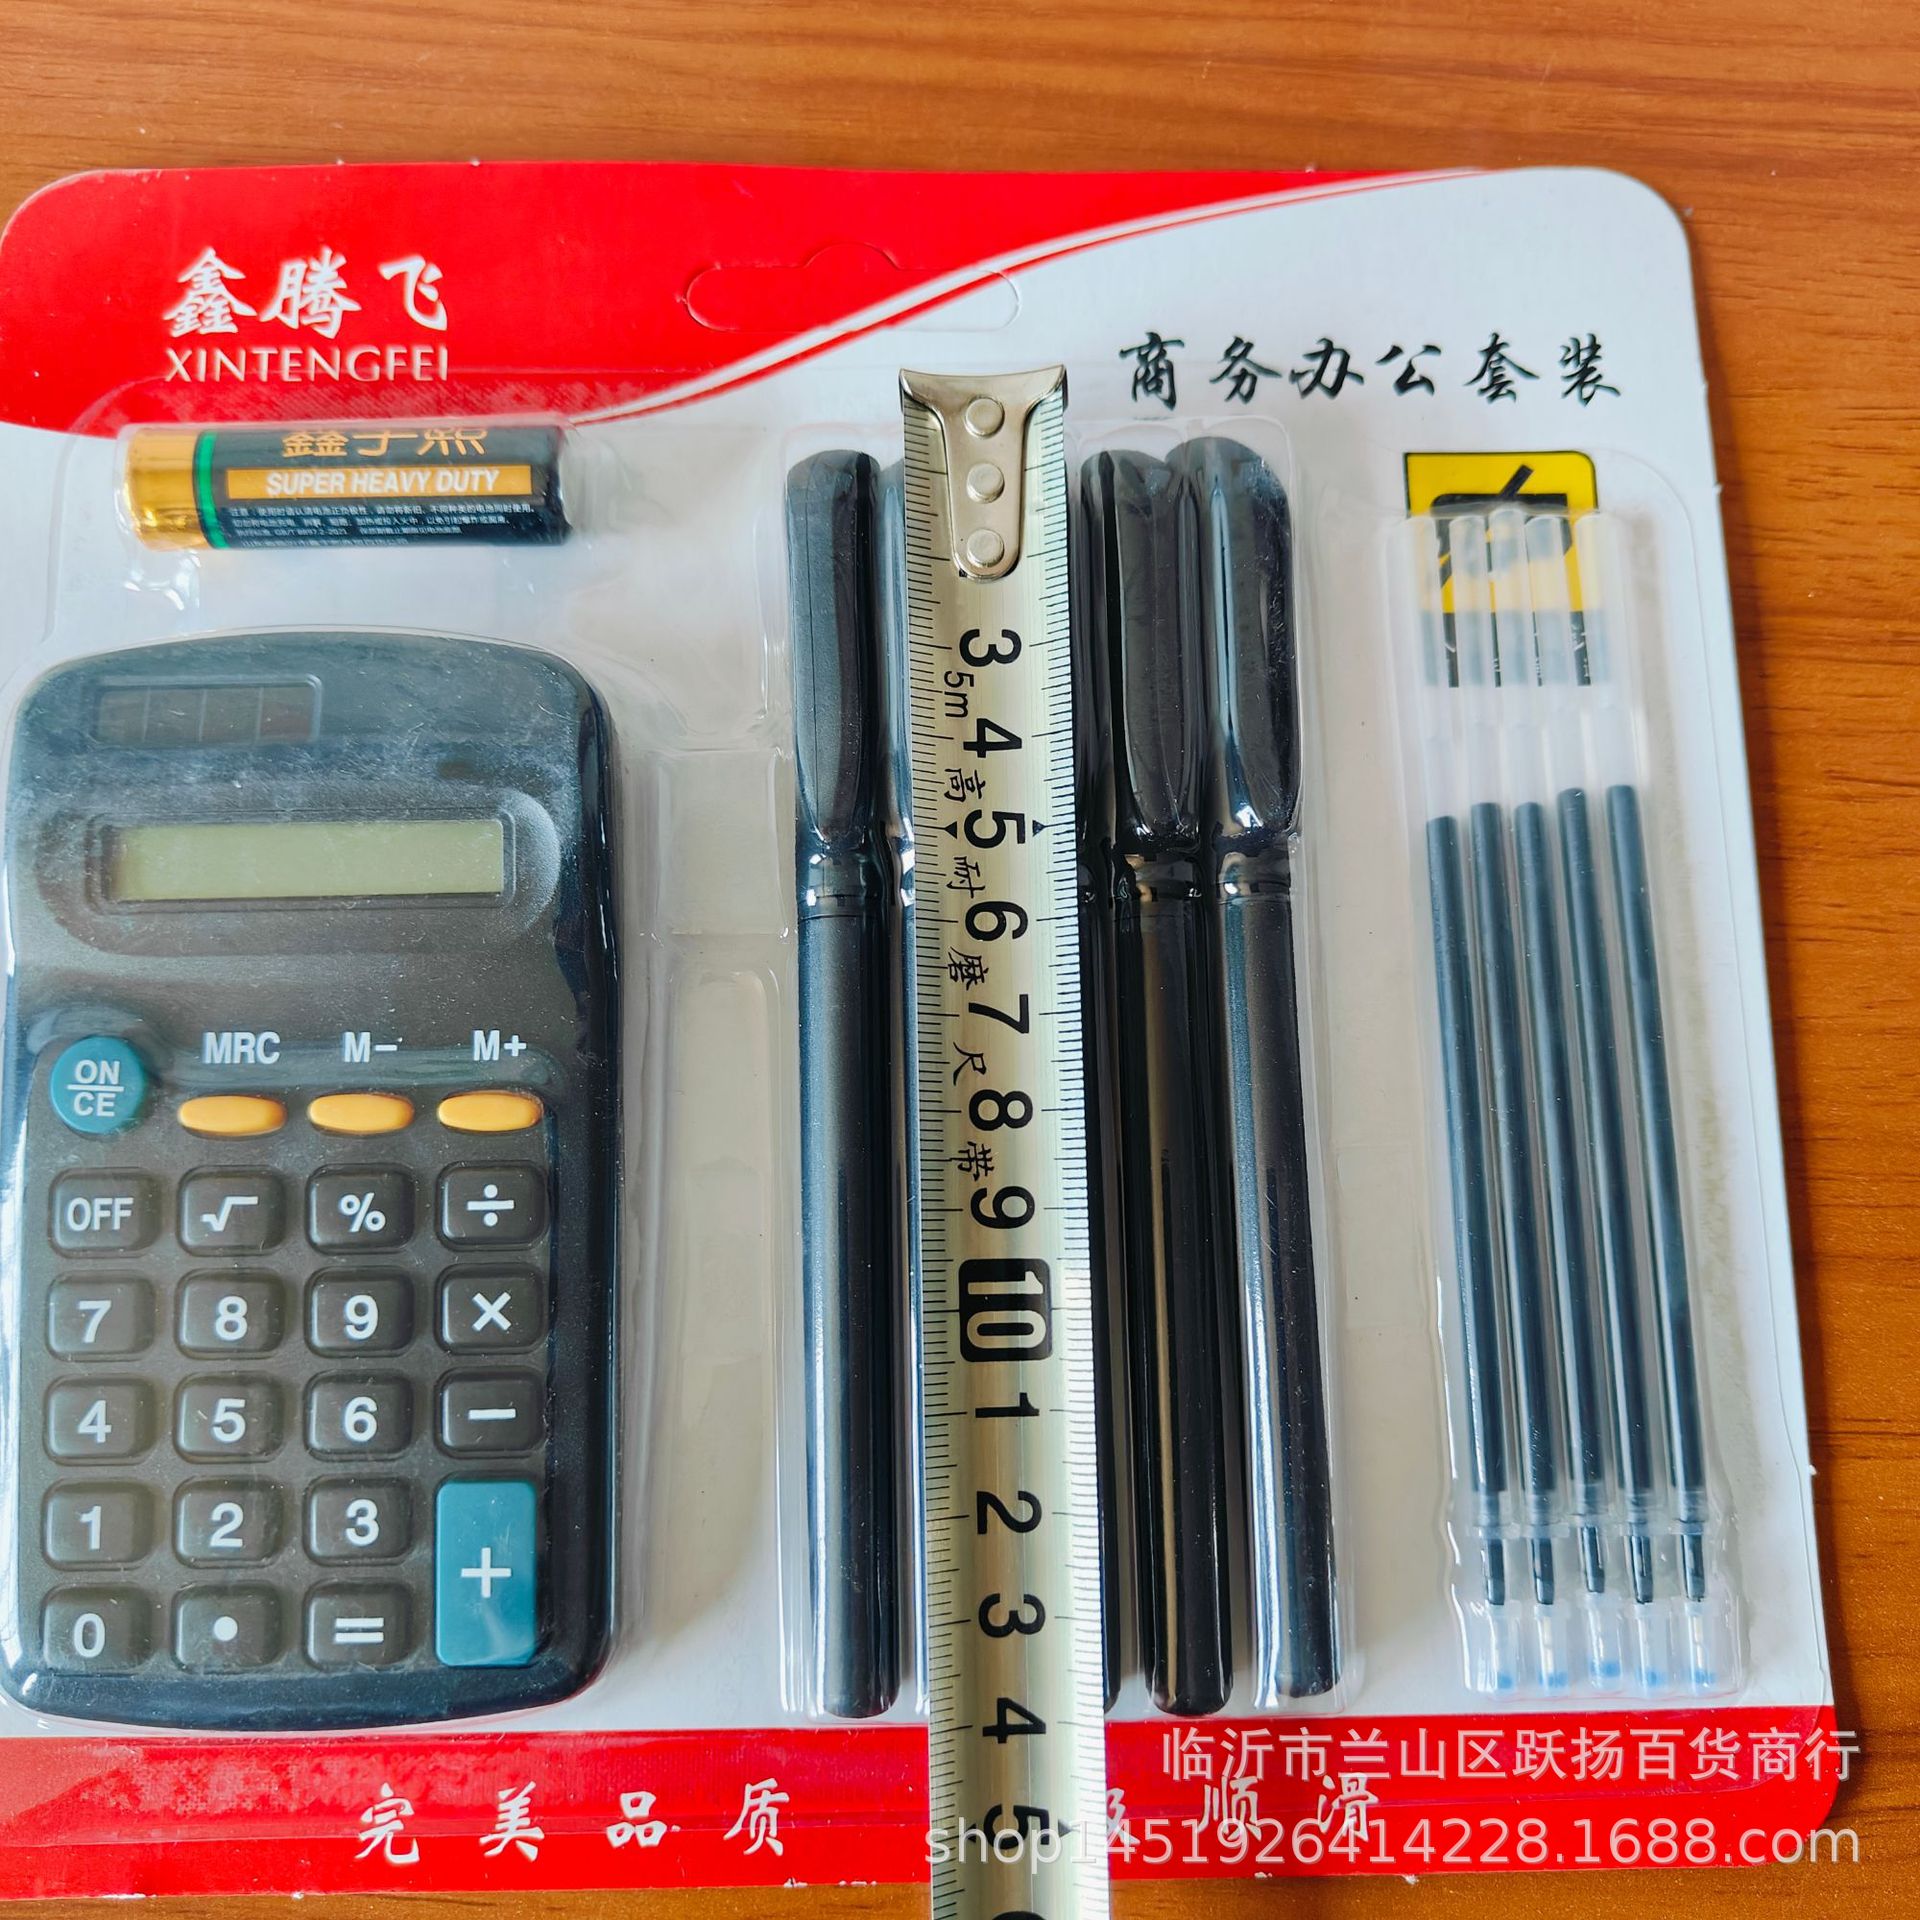 鑫腾飞
XINTENGFEI
商务办公套装
SUPER HEAVY DUTY
3
5m
4
高
5
耐
6
磨
7
尺
8
带
9
10
1
2
3
4
5
MRC M− M+
ON
CE
OFF √ % ÷
7 8 9 ×
4 5 6 −
1 2 3 +
0 • =
完美品质
顺滑
临沂市兰山区跃扬百货商行
shop1451926414228.1688.com